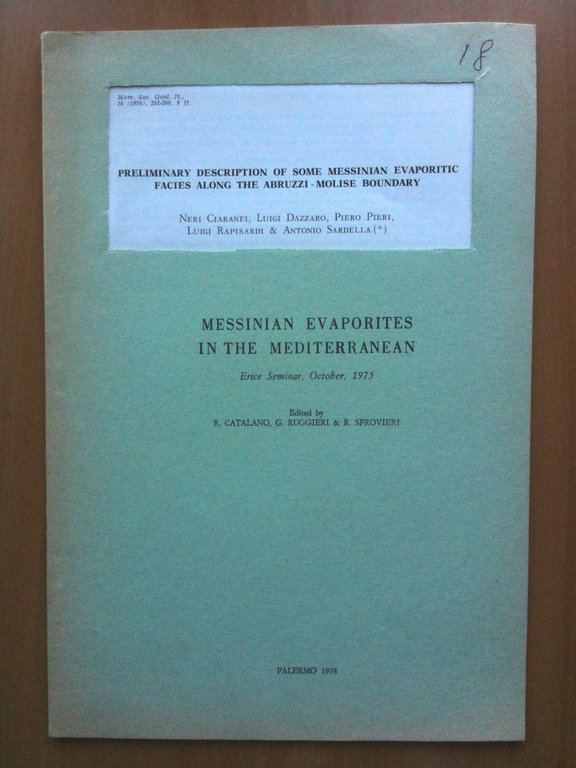 18
Mem. Soc. Geol. It.,
16 (1976), 251-260, 8 ff.
PRELIMINARY DESCRIPTION OF SOME MESSINIAN EVAPORITIC
FACIES ALONG THE ABRUZZI - MOLISE BOUNDARY
NERI CIARANFI, LUIGI DAZZARO, PIERO PIERI,
LUIGI RAPISARDI & ANTONIO SARDELLA (*)
MESSINIAN EVAPORITES
IN THE MEDITERRANEAN
Erice Seminar, October, 1975
Edited by
R. CATALANO, G. RUGGIERI & R. SPROVIERI
PALERMO 1978